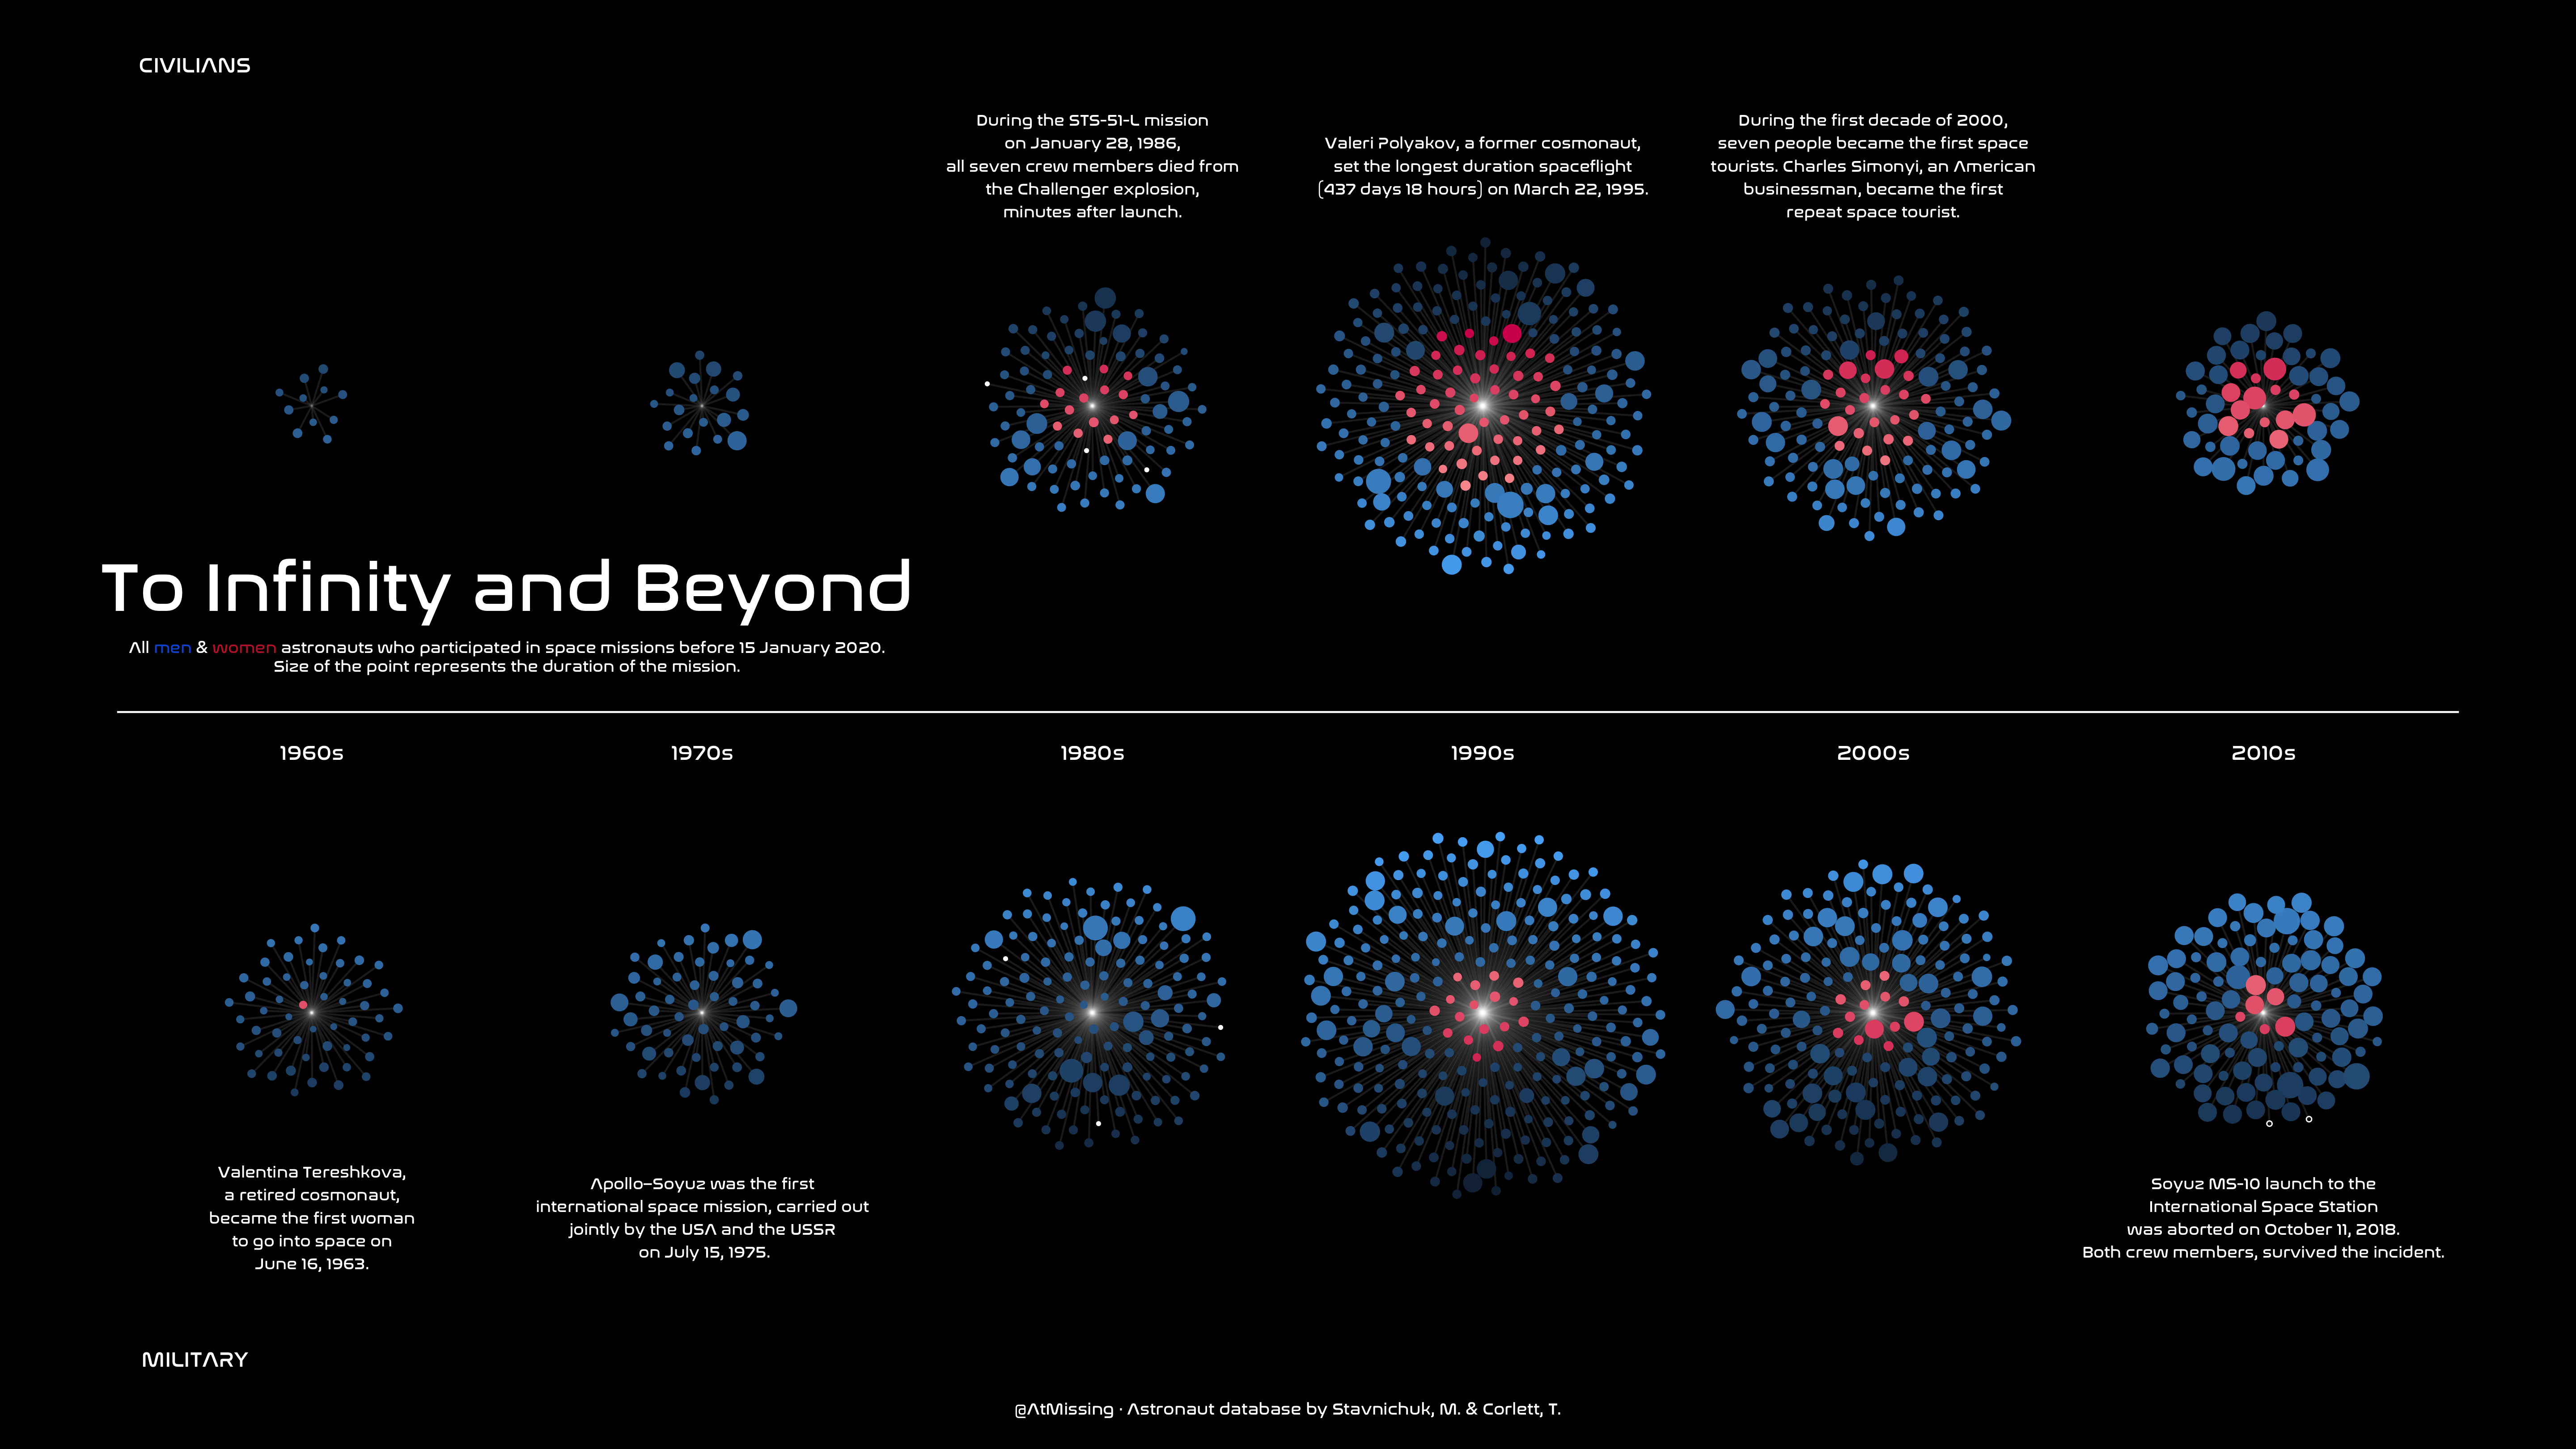 CIVILIANS
During the STS-51-L mission
on January 28, 1986,
all seven crew members died from
the Challenger explosion,
minutes after launch.
Valeri Polyakov, a former cosmonaut,
set the longest duration spaceflight
(437 days 18 hours) on March 22, 1995.
During the first decade of 2000,
seven people became the first space
tourists. Charles Simonyi, an American
businessman, became the first
repeat space tourist.
To Infinity and Beyond
All men & women astronauts who participated in space missions before 15 January 2020.
Size of the point represents the duration of the mission.
1960s
1970s
1980s
1990s
2000s
2010s
Valentina Tereshkova,
a retired cosmonaut,
became the first woman
to go into space on
June 16, 1963.
Apollo–Soyuz was the first
international space mission, carried out
jointly by the USA and the USSR
on July 15, 1975.
Soyuz MS-10 launch to the
International Space Station
was aborted on October 11, 2018.
Both crew members, survived the incident.
MILITARY
@AtMissing · Astronaut database by Stavnichuk, M. & Corlett, T.